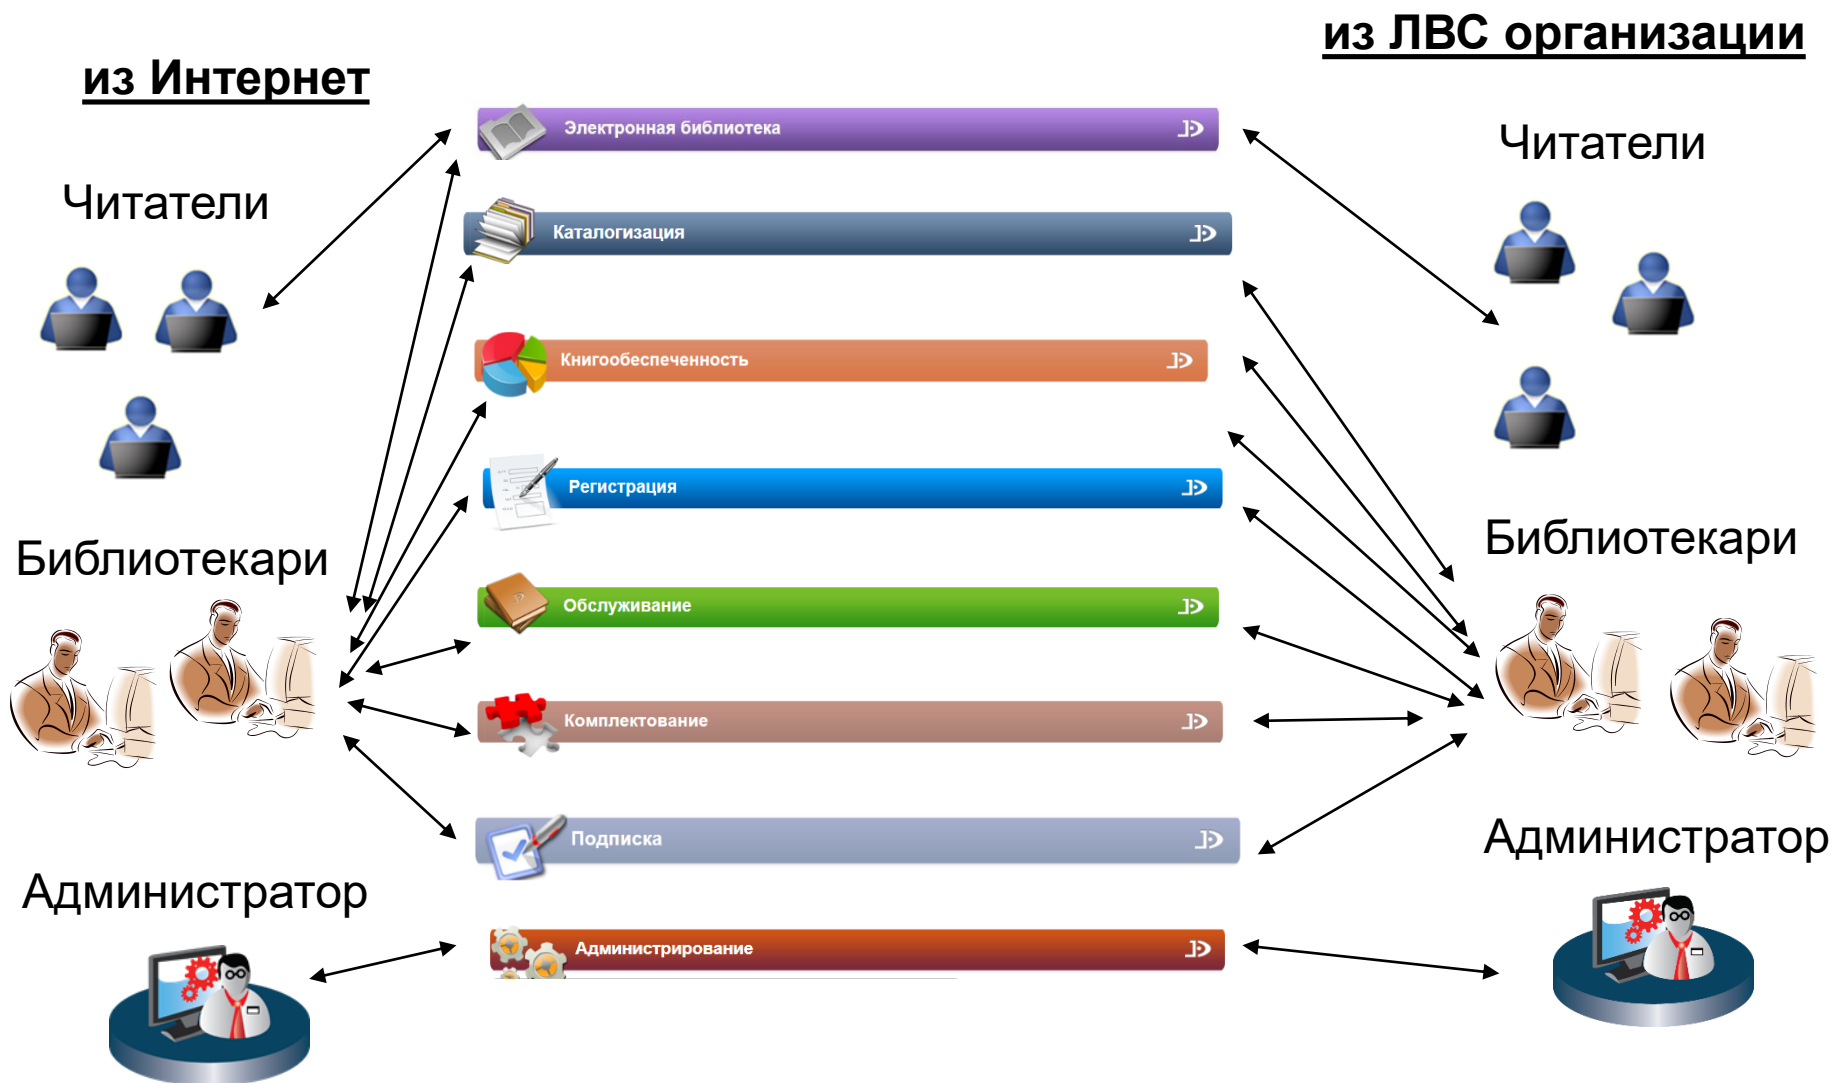 из ЛВС организации
из Интернет
Читатели
Библиотекари
Администратор
Электронная библиотека
Каталогизация
Книгообеспеченность
Регистрация
Обслуживание
Комплектование
Подписка
Администрирование
Читатели
Библиотекари
Администратор